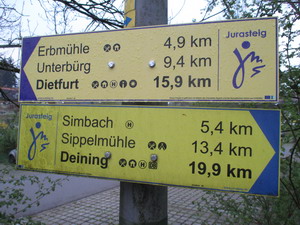 Jurasteig
Erbmühle 4,9 km
Unterbürg 9,4 km
Dietfurt 15,9 km
Jurasteig
Simbach 5,4 km
Sippelmühle 13,4 km
Deining 19,9 km